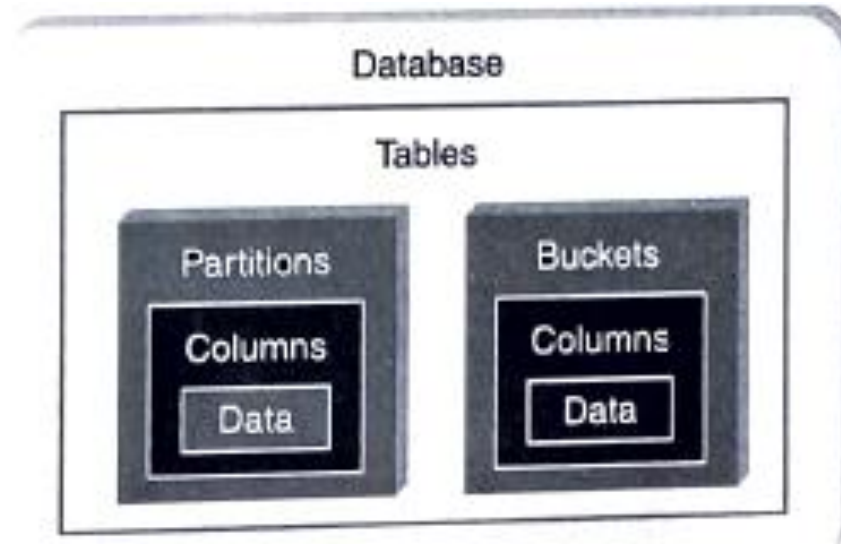 Database
Tables
Partitions
Columns
Data
Buckets
Columns
Data